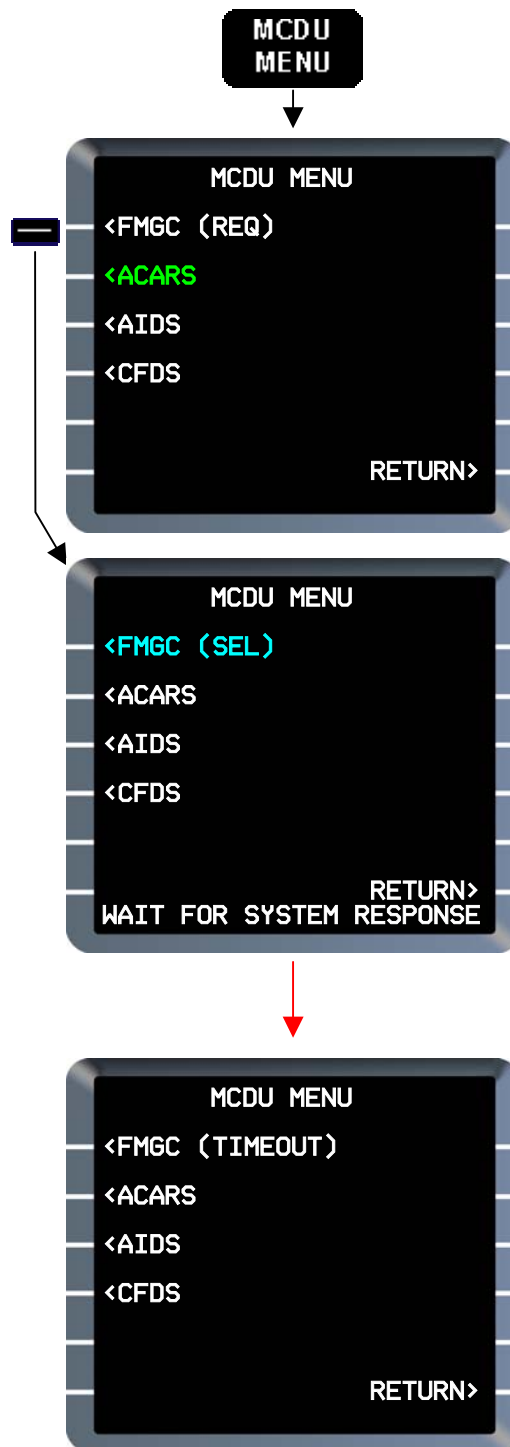 MCDU
MENU
MCDU MENU
<FMGC (REQ)
<ACARS
<AIDS
<CFDS
RETURN>
MCDU MENU
<FMGC (SEL)
<ACARS
<AIDS
<CFDS
RETURN>
WAIT FOR SYSTEM RESPONSE
MCDU MENU
<FMGC (TIMEOUT)
<ACARS
<AIDS
<CFDS
RETURN>